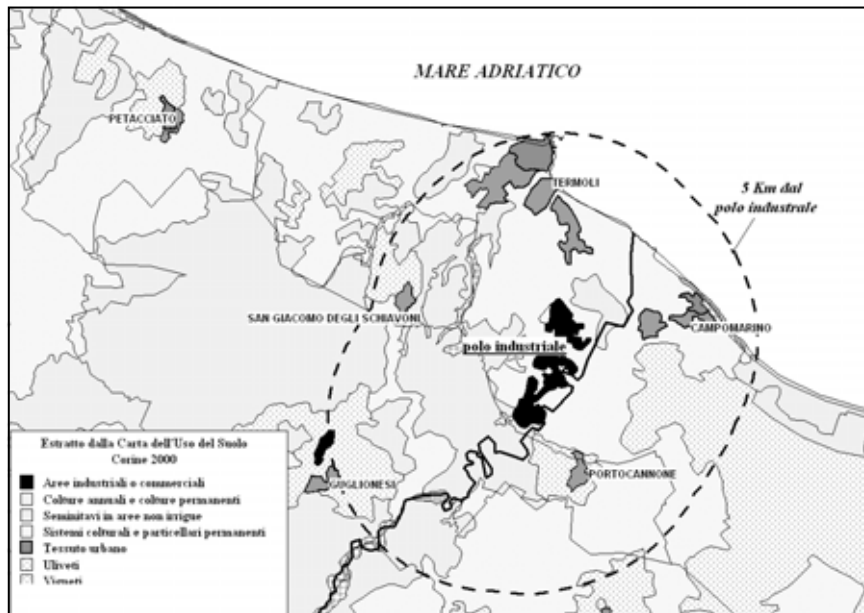 MARE ADRIATICO
PETACCIATO
TERMOLI
5 Km dal
polo industrale
SAN GIACOMO DEGLI SCHIAVONI
CAMPOMARINO
polo industriale
Estratto dalla Carta dell'Uso del Suolo
Corine 2000
Aree industriali o commerciali
Colture annuali e colture permanenti
Seminitavi in aree non irrigue
Sistemi colturali e particellari permanenti
Tessuto urbano
Uliveti
Vigneti
GUGLIONESI
PORTOCANNONE